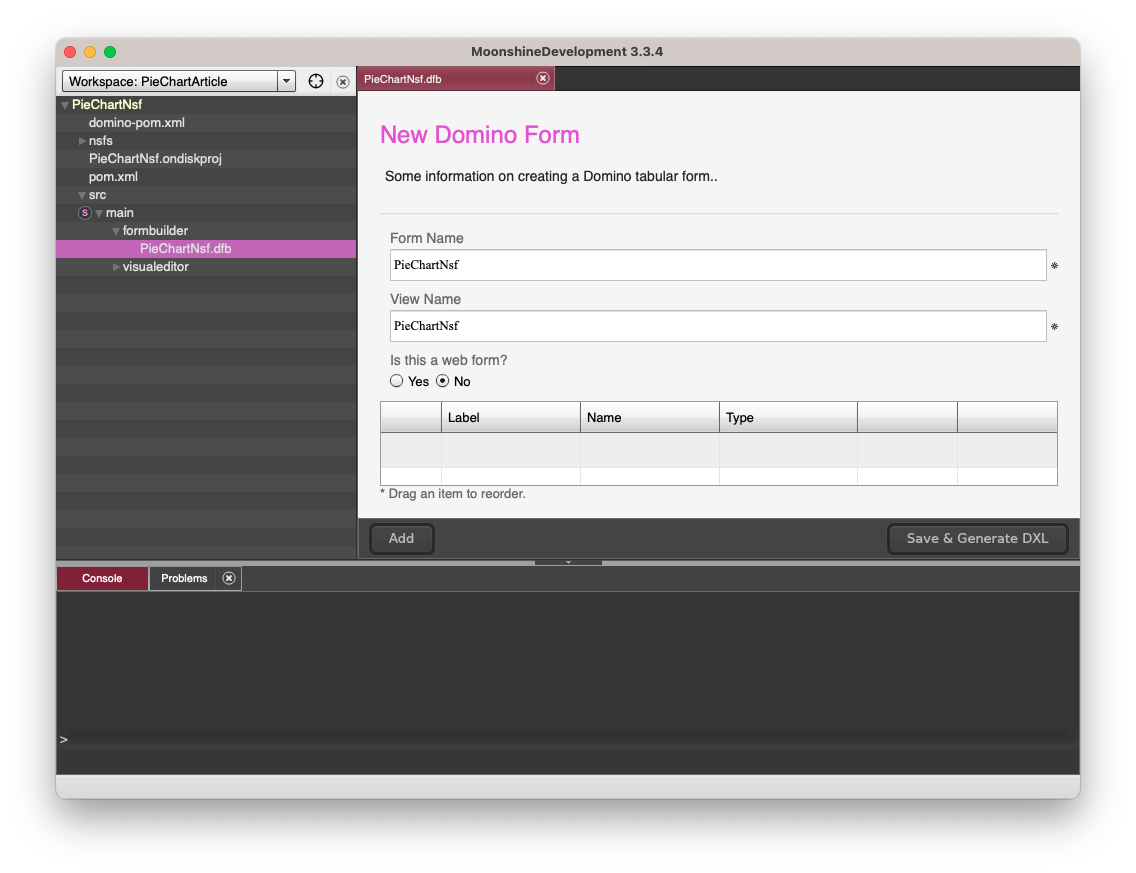 MoonshineDevelopment 3.3.4
Workspace: PieChartArticle
PieChartNsf
domino-pom.xml
nsfs
PieChartNsf.ondiskproj
pom.xml
src
S main
formbuilder
PieChartNsf.dfb
visualeditor
PieChartNsf.dfb
New Domino Form
Some information on creating a Domino tabular form..
Form Name
PieChartNsf *
View Name
PieChartNsf *
Is this a web form?
Yes No
Label Name Type
* Drag an item to reorder.
Add Save & Generate DXL
Console Problems
>